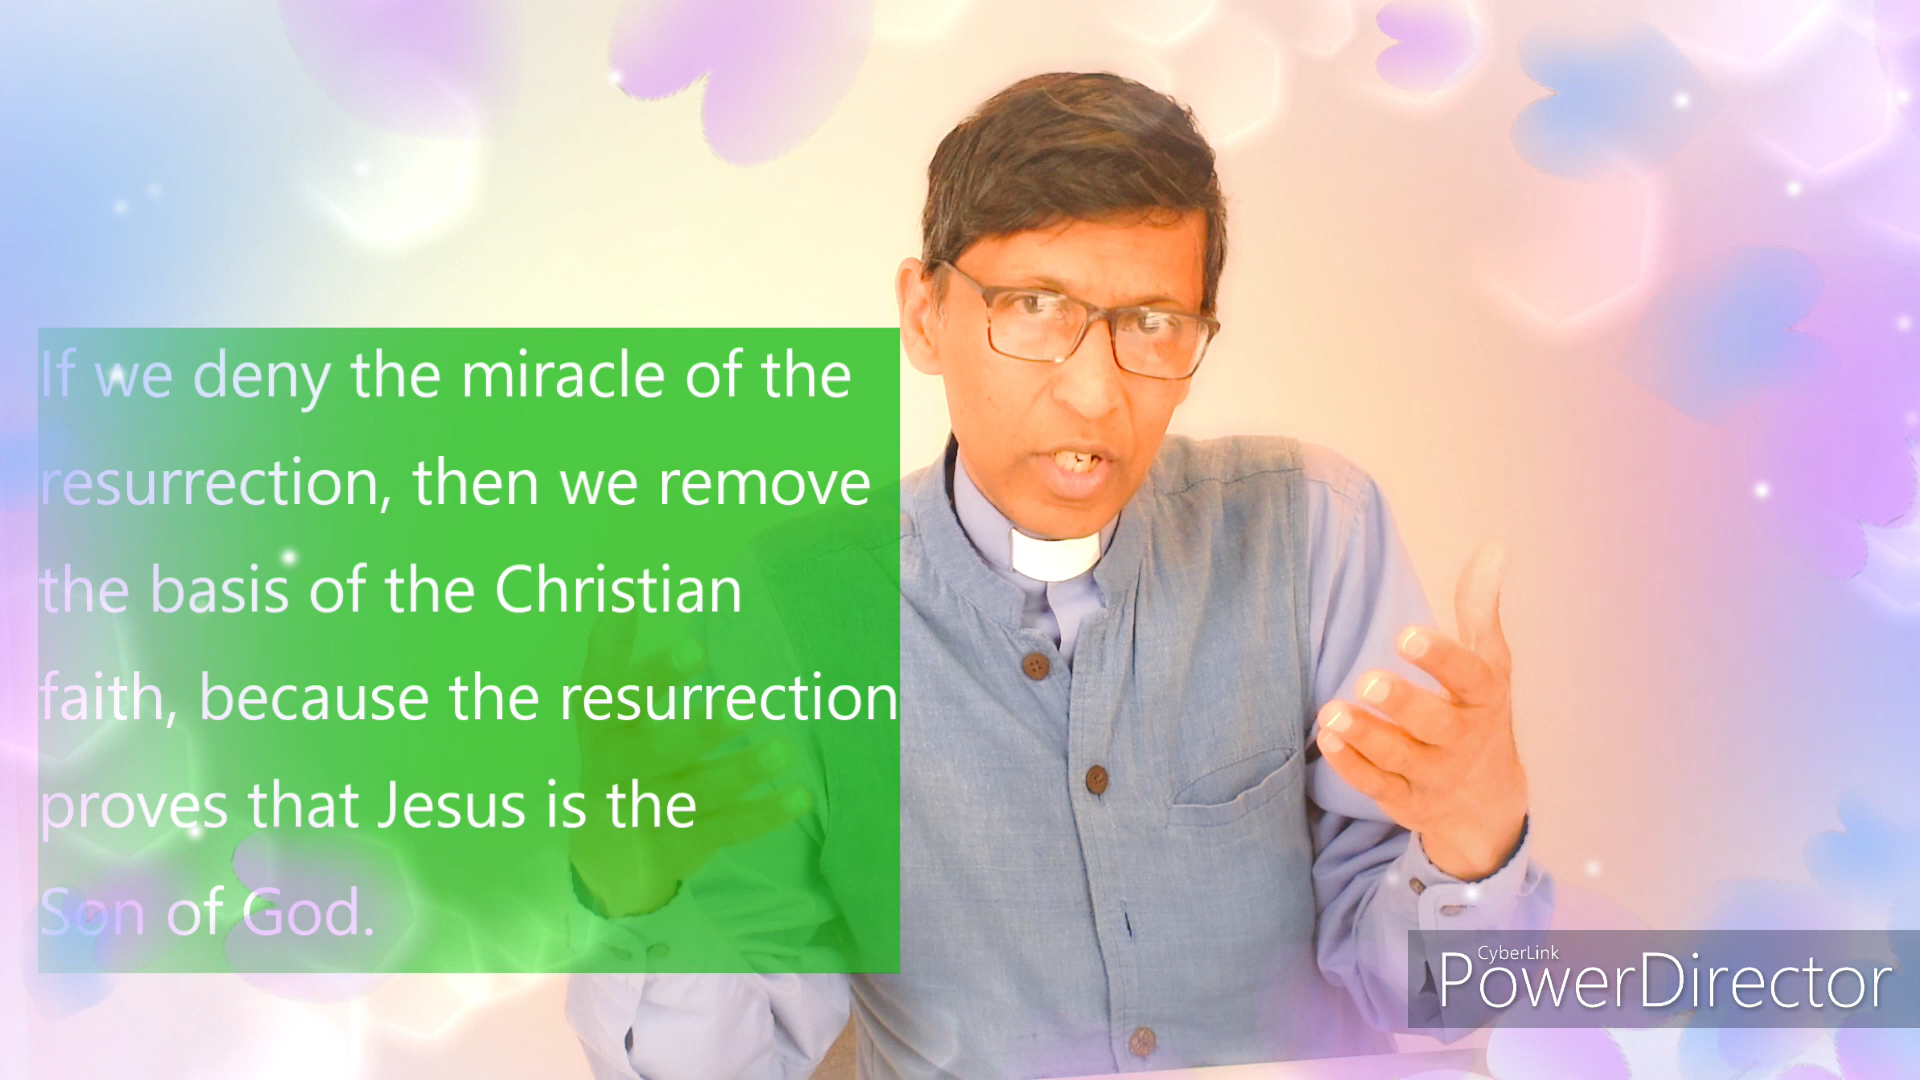 If we deny the miracle of the
resurrection, then we remove
the basis of the Christian
faith, because the resurrection
proves that Jesus is the
Son of God.
CyberLink
PowerDirector